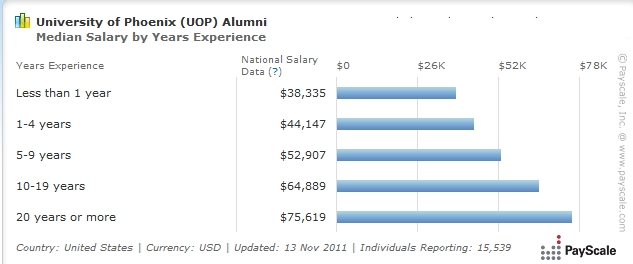 University of Phoenix (UOP) Alumni
Median Salary by Years Experience
Years Experience
National Salary
Data (?)
$0 $26K $52K $78K
Less than 1 year $38,335
1-4 years $44,147
5-9 years $52,907
10-19 years $64,889
20 years or more $75,619
Country: United States | Currency: USD | Updated: 13 Nov 2011 | Individuals Reporting: 15,539
PayScale
© Payscale, Inc. @ www.payscale.com